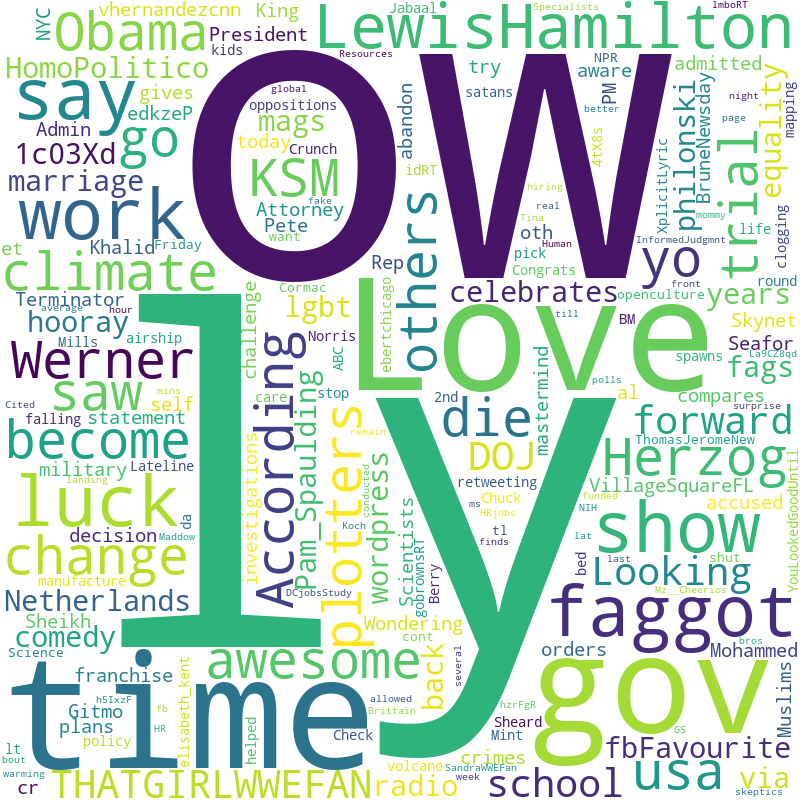 vhernandezcnn
King
Jabaal
Specialists
lmboRT
NYC
Obama
President
LewisHamilton
kids
Resources
NPR
HomoPolitico
ow
try
aware
admitted
say
gives
global
satans
PM
better
night
mapping
edkzeP
oppositions
abandon
page
Admin
go
mags
4tX8s
philonski
BruneNewsday
equality
today
Crunch
idRT
1c03Xd
KSM
hiring
XplicitLyric
trial
marriage
fake
real
Tina
mommy
work
Attorney
others
oth
Human
life
clogging
Pete
want
pick
InformedJudgmnt
et
Khalid
Friday
Rep
Congrats
yo
round
climate
Cormac
ebertchicago
celebrates
openculture
years
front
Terminator
average
hour
challenge
lgbt
till
BM
Skynet
Seafor
La9CZ8qd
hooray
Mills
airship
Norris
ABC
Love
spawns
fags
Werner
According
polls
saw
self
care
2nd
mastermind
al
compares
surprise
Cited
mins
stop
die
forward
falling
statement
Pam_Spaulding
ly
become
remain
DOJ
ThomasJeromeNew
Herzog
military
Lateline
investigations
plotters
wordpress
retweeting
VillageSquareFL
YouLookedGoodUntil
luck
landing
conducted
Chuck
funded
accused
da
Koch
Scientists
ms
HRjobs
NIH
show
decision
Maddow
tl
change
gobrownsRT
finds
lat
shut
manufacture
DCjobsStudy
Berry
bed
last
Looking
Netherlands
Mz__Cheerios
Sheikh
Wondering
faggot
comedy
cont
bros
Science
awesome
back
several
orders
Mohammed
Muslims
time
franchise
elisabeth_kent
gov
h5IxzF
fb
allowed
hzrFgR
Gitmo
HR
helped
Brittain
Sheard
GS
lt
plans
Check
Mint
fbFavourite
bout
policy
crimes
warming
volcano
SandraWWEFan
usa
via
cr
THATGIRLWWEFAN
radio
week
school
skeptics